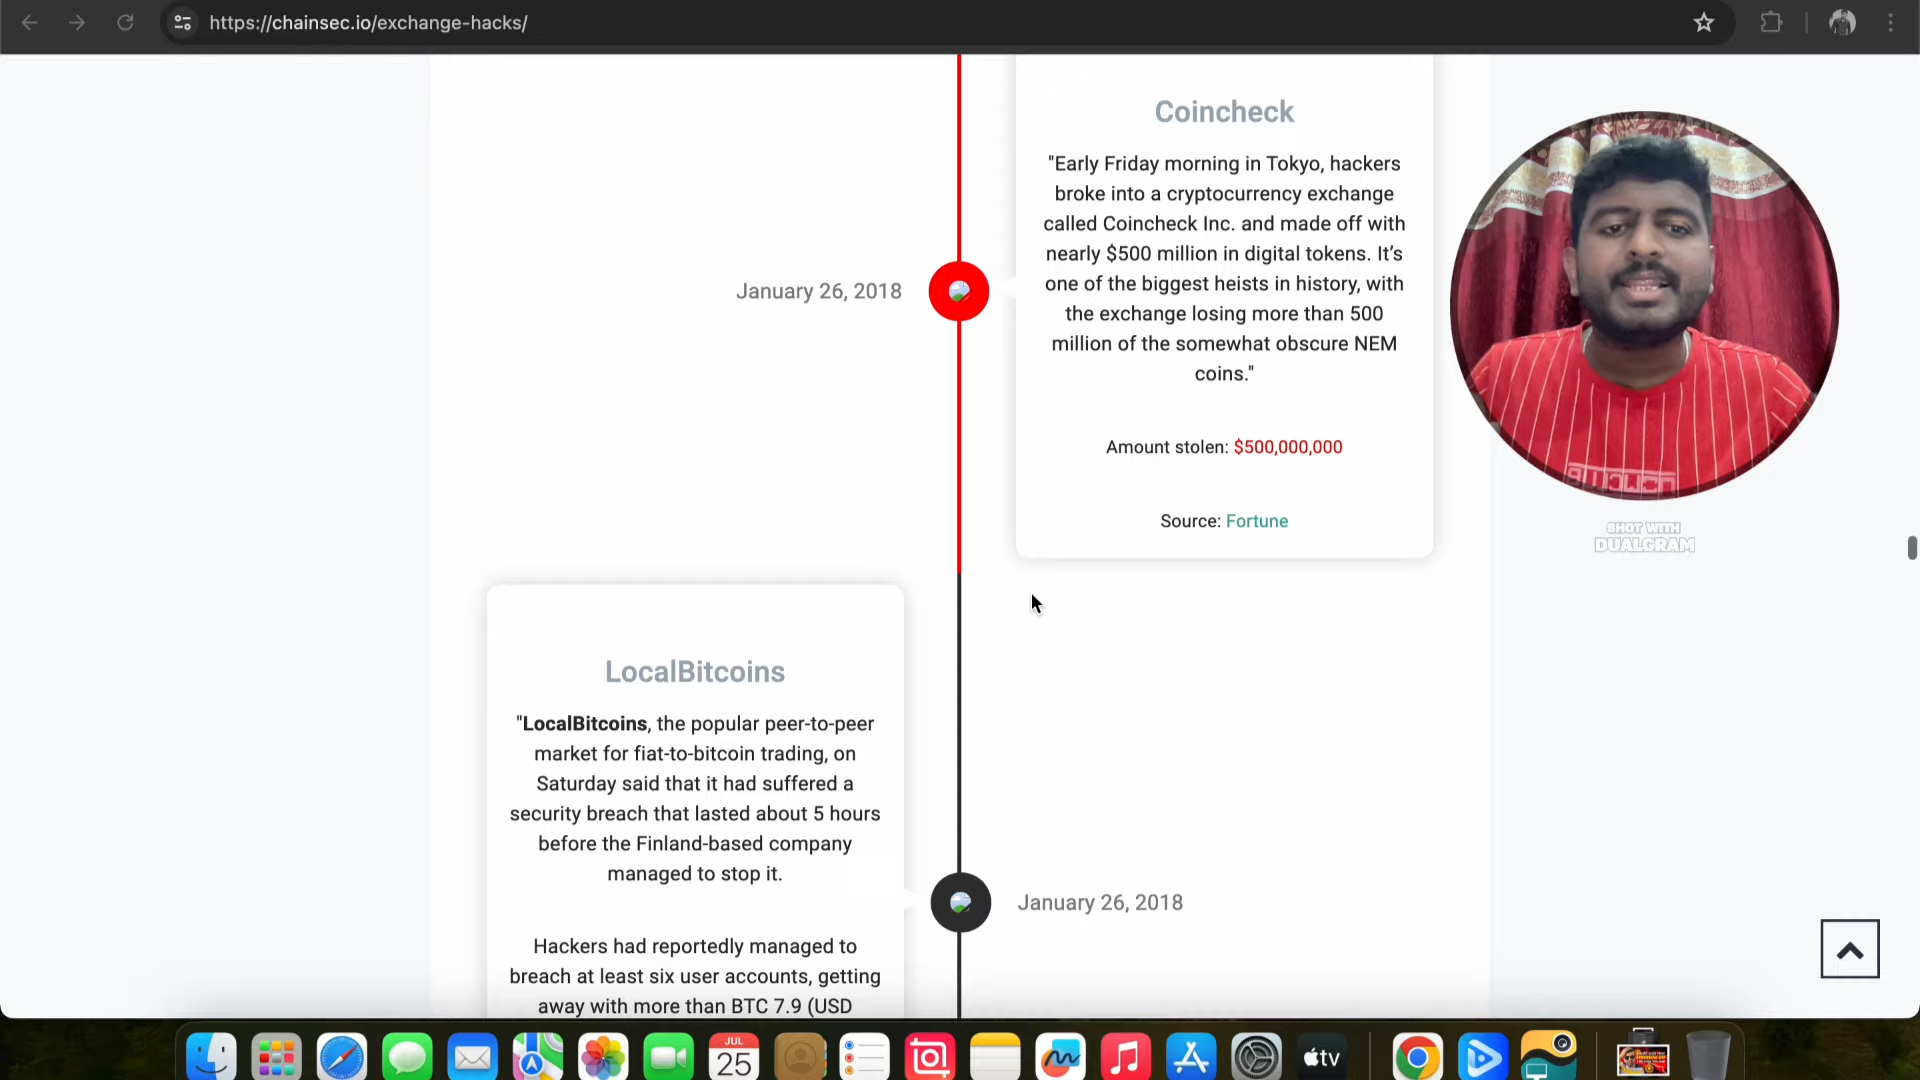 https://chainsec.io/exchange-hacks/
Coincheck
"Early Friday morning in Tokyo, hackers
broke into a cryptocurrency exchange
called Coincheck Inc. and made off with
nearly $500 million in digital tokens. It’s
one of the biggest heists in history, with
the exchange losing more than 500
million of the somewhat obscure NEM
coins."
January 26, 2018
Amount stolen: $500,000,000
Source: Fortune
SHOT WITH
DUALGRAM
LocalBitcoins
"LocalBitcoins, the popular peer-to-peer
market for fiat-to-bitcoin trading, on
Saturday said that it had suffered a
security breach that lasted about 5 hours
before the Finland-based company
managed to stop it.
January 26, 2018
Hackers had reportedly managed to
breach at least six user accounts, getting
away with more than BTC 7.9 (USD
JUL
25
tv